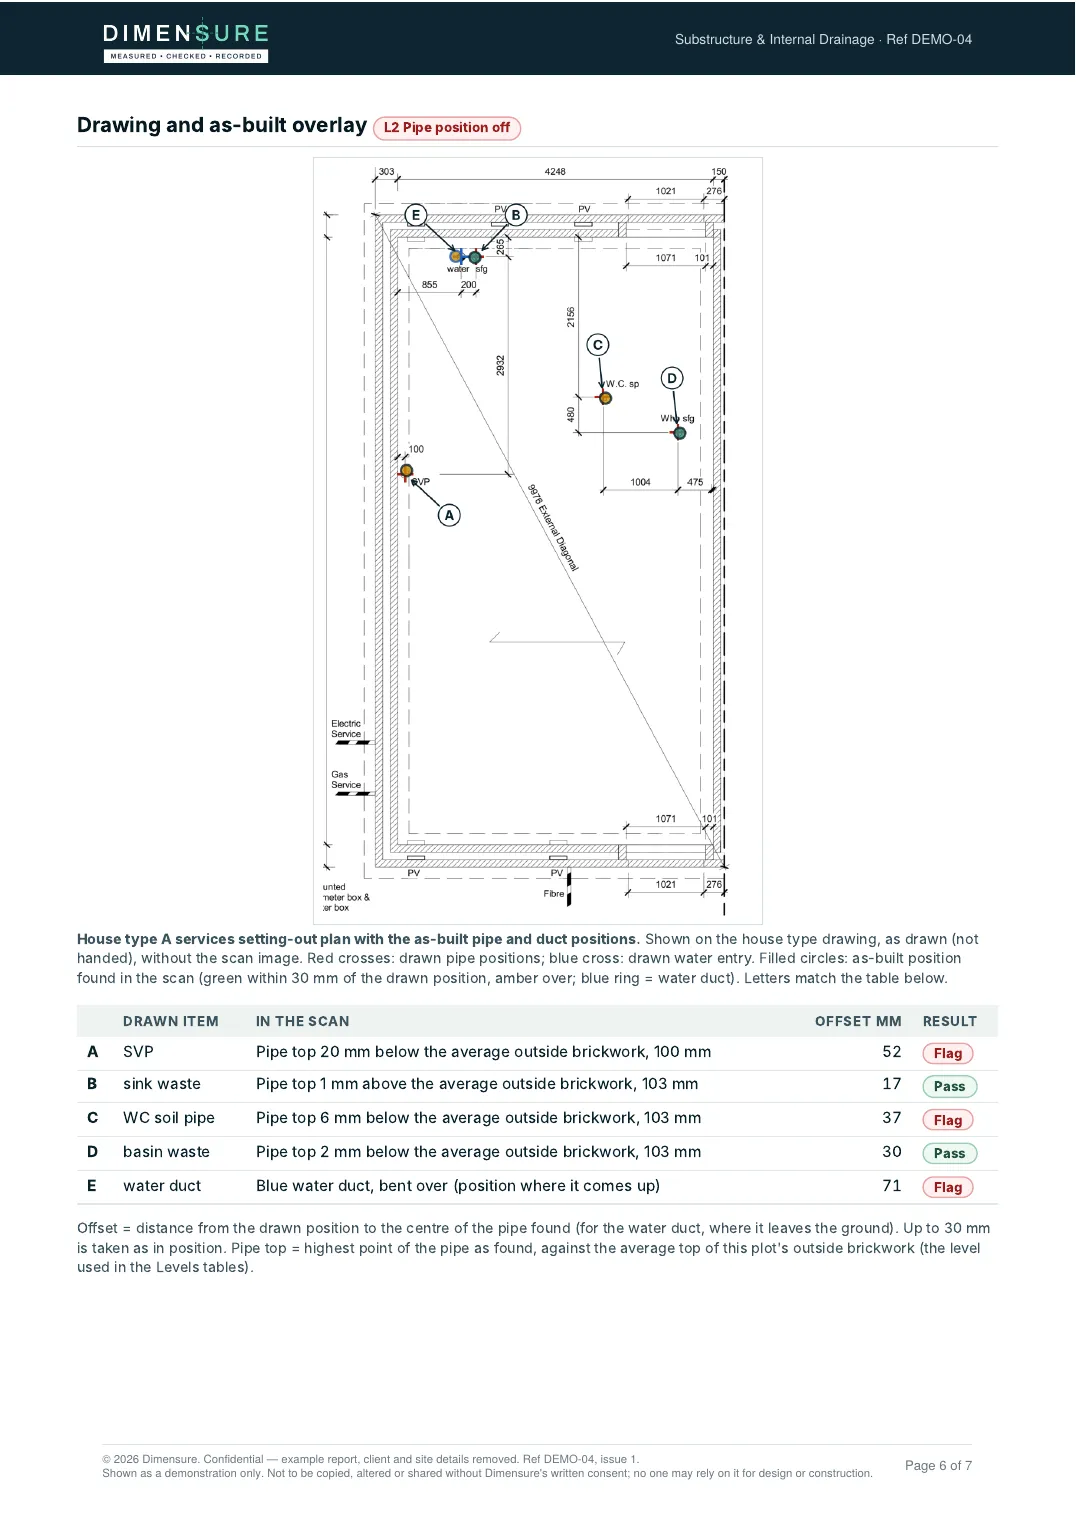 DIMENSURE
MEASURED • CHECKED • RECORDED
Substructure & Internal Drainage · Ref DEMO-04
Drawing and as-built overlay L2 Pipe position off
303 4248 150
1021 276
E PV B PV
265
1071 101
water sfg
855 200
2156
C
2932
D
W.C. sp
480
Whb sfg
100
SVP
1004 475
A
9978 External Diagonal
Electric
Service
Gas
Service
1071 101
PV PV
1021 276
Fibre
unted
meter box &
ter box
House type A services setting-out plan with the as-built pipe and duct positions. Shown on the house type drawing, as drawn (not
handed), without the scan image. Red crosses: drawn pipe positions; blue cross: drawn water entry. Filled circles: as-built position
found in the scan (green within 30 mm of the drawn position, amber over; blue ring = water duct). Letters match the table below.
DRAWN ITEM IN THE SCAN OFFSET MM RESULT
A SVP Pipe top 20 mm below the average outside brickwork, 100 mm 52 Flag
B sink waste Pipe top 1 mm above the average outside brickwork, 103 mm 17 Pass
C WC soil pipe Pipe top 6 mm below the average outside brickwork, 103 mm 37 Flag
D basin waste Pipe top 2 mm below the average outside brickwork, 103 mm 30 Pass
E water duct Blue water duct, bent over (position where it comes up) 71 Flag
Offset = distance from the drawn position to the centre of the pipe found (for the water duct, where it leaves the ground). Up to 30 mm
is taken as in position. Pipe top = highest point of the pipe as found, against the average top of this plot's outside brickwork (the level
used in the Levels tables).
© 2026 Dimensure. Confidential — example report, client and site details removed. Ref DEMO-04, issue 1.
Shown as a demonstration only. Not to be copied, altered or shared without Dimensure's written consent; no one may rely on it for design or construction.
Page 6 of 7